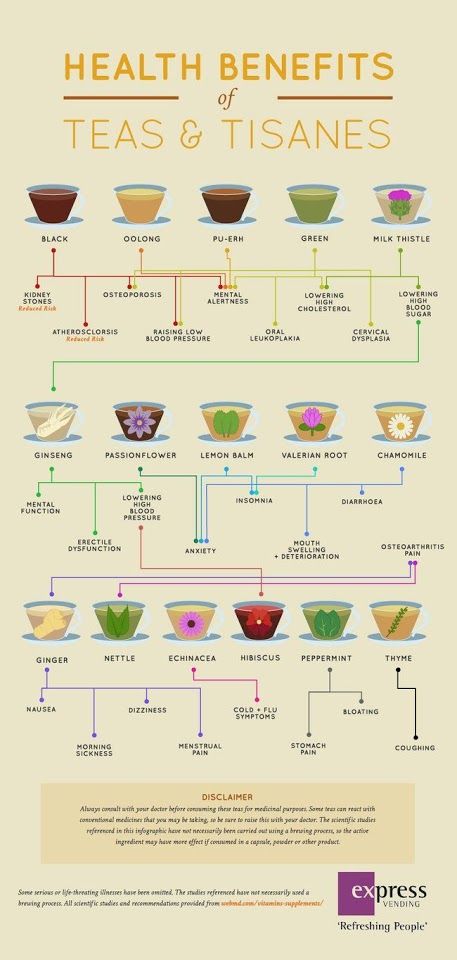 HEALTH BENEFITS
of
TEAS & TISANES
BLACK
OOLONG
PU-ERH
GREEN
MILK THISTLE
KIDNEY
STONES
Reduced Risk
ATHEROSCLORSIS
Reduced Risk
OSTEOPOROSIS
RAISING LOW
BLOOD PRESSURE
MENTAL
ALERTNESS
ORAL
LEUKOPLAKIA
LOWERING
HIGH
CHOLESTEROL
CERVICAL
DYSPLASIA
LOWERING
HIGH
BLOOD
SUGAR
GINSENG
PASSIONFLOWER
LEMON BALM
VALERIAN ROOT
CHAMOMILE
MENTAL
FUNCTION
ERECTILE
DYSFUNCTION
LOWERING
HIGH
BLOOD
PRESSURE
ANXIETY
INSOMNIA
MOUTH
SWELLING
+ DETERIORATION
DIARRHOEA
OSTEOARTHRITIS
PAIN
GINGER
NETTLE
ECHINACEA
HIBISCUS
PEPPERMINT
THYME
NAUSEA
MORNING
SICKNESS
DIZZINESS
MENSTRUAL
PAIN
COLD + FLU
SYMPTOMS
STOMACH
PAIN
BLOATING
COUGHING
DISCLAIMER
Always consult with your doctor before consuming these teas for medicinal purposes. Some teas can react with
conventional medicines that you may be taking, so be sure to raise this with your doctor. The scientific studies
referenced in this infographic have not necessarily been carried out using a brewing process, so the active
ingredient may have more effect if consumed in a capsule, powder or other product.
Some serious or life-threating illnesses have been omitted. The studies referenced have not necessarily used a
brewing process. All scientific studies and recommendations provided from webmd.com/vitamins-supplements/
express
VENDING
'Refreshing People'